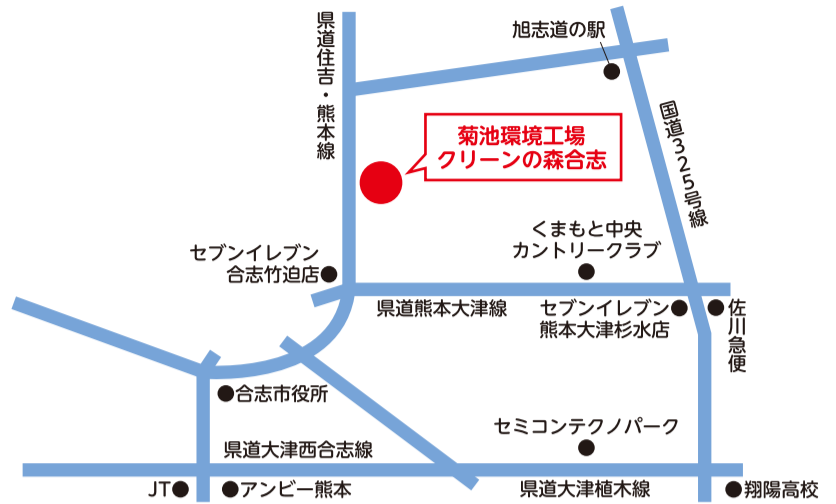 旭志道の駅
県道住吉・熊本線
国道325号線
菊池環境工場
クリーンの森合志
くまもと中央
カントリークラブ
セブンイレブン
合志竹迫店
県道熊本大津線
セブンイレブン
熊本大津杉水店
佐川急便
合志市役所
セミコンテクノパーク
県道大津西合志線
JT
アンビー熊本
県道大津植木線
翔陽高校